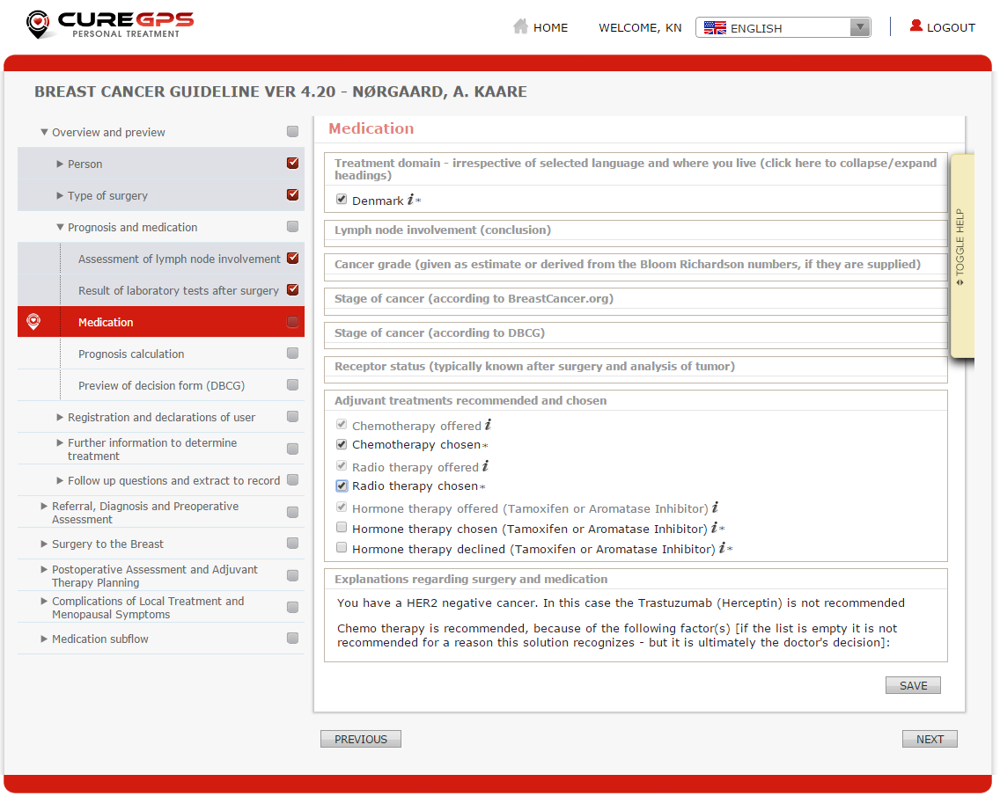 CUREGPS
PERSONAL TREATMENT
HOME
WELCOME, KN
ENGLISH
LOGOUT
BREAST CANCER GUIDELINE VER 4.20 - NØRGAARD, A. KAARE
Overview and preview
Person
Type of surgery
Prognosis and medication
Assessment of lymph node involvement
Result of laboratory tests after surgery
Medication
Prognosis calculation
Preview of decision form (DBCG)
Registration and declarations of user
Further information to determine
treatment
Follow up questions and extract to record
Referral, Diagnosis and Preoperative
Assessment
Surgery to the Breast
Postoperative Assessment and Adjuvant
Therapy Planning
Complications of Local Treatment and
Menopausal Symptoms
Medication subflow
Medication
Treatment domain - irrespective of selected language and where you live (click here to collapse/expand
headings)
Denmark i *
Lymph node involvement (conclusion)
Cancer grade (given as estimate or derived from the Bloom Richardson numbers, if they are supplied)
Stage of cancer (according to BreastCancer.org)
Stage of cancer (according to DBCG)
Receptor status (typically known after surgery and analysis of tumor)
Adjuvant treatments recommended and chosen
Chemotherapy offered i
Chemotherapy chosen *
Radio therapy offered i
Radio therapy chosen *
Hormone therapy offered (Tamoxifen or Aromatase Inhibitor) i
Hormone therapy chosen (Tamoxifen or Aromatase Inhibitor) i *
Hormone therapy declined (Tamoxifen or Aromatase Inhibitor) i *
Explanations regarding surgery and medication
You have a HER2 negative cancer. In this case the Trastuzumab (Herceptin) is not recommended
Chemo therapy is recommended, because of the following factor(s) [if the list is empty it is not
recommended for a reason this solution recognizes - but it is ultimately the doctor's decision]:
SAVE
PREVIOUS
NEXT
TOGGLE HELP